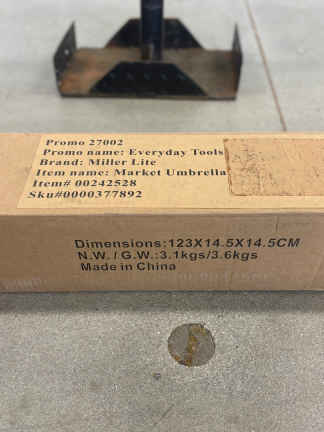 Promo 27002
Promo name: Everyday Tools
Brand: Miller Lite
Item name: Market Umbrella
Item# 00242528
Sku#0000377892
Dimensions:123X14.5X14.5CM
N.W. / G.W.:3.1kgs/3.6kgs
Made in China